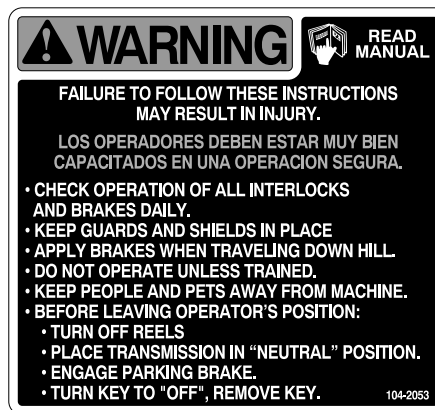 WARNING
READ
MANUAL
FAILURE TO FOLLOW THESE INSTRUCTIONS
MAY RESULT IN INJURY.
LOS OPERADORES DEBEN ESTAR MUY BIEN
CAPACITADOS EN UNA OPERACION SEGURA.
• CHECK OPERATION OF ALL INTERLOCKS
AND BRAKES DAILY.
• KEEP GUARDS AND SHIELDS IN PLACE
• APPLY BRAKES WHEN TRAVELING DOWN HILL.
• DO NOT OPERATE UNLESS TRAINED.
• KEEP PEOPLE AND PETS AWAY FROM MACHINE.
• BEFORE LEAVING OPERATOR'S POSITION:
• TURN OFF REELS
• PLACE TRANSMISSION IN “NEUTRAL” POSITION.
• ENGAGE PARKING BRAKE.
• TURN KEY TO "OFF", REMOVE KEY.
104-2053